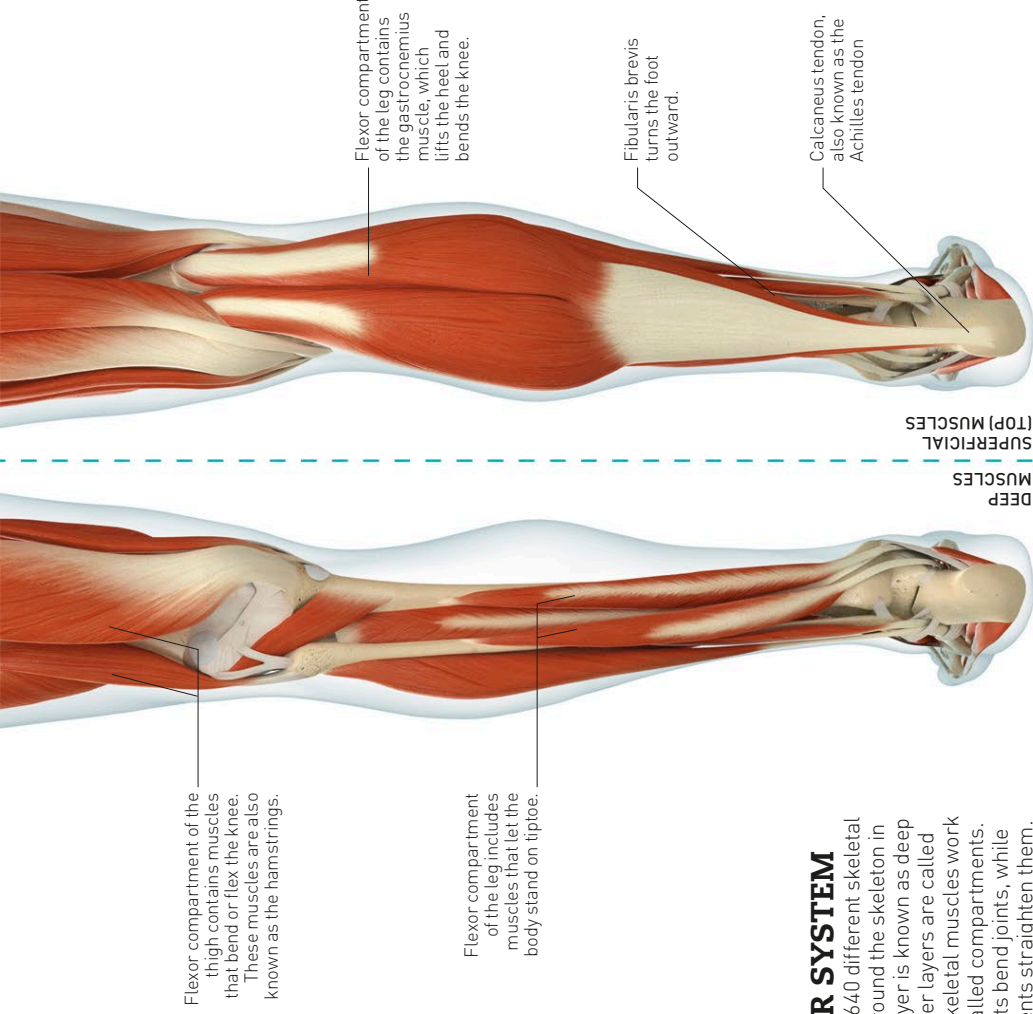 Flexor compartment
of the leg contains
the gastrocnemius
muscle, which
lifts the heel and
bends the knee.
Fibularis brevis
turns the foot
outward.
Calcaneus tendon,
also known as the
Achilles tendon
SUPERFICIAL
(TOP) MUSCLES
DEEP
MUSCLES
Flexor compartment of the
thigh contains muscles
that bend or flex the knee.
These muscles are also
known as the hamstrings.
Flexor compartment
of the leg includes
muscles that let the
body stand on tiptoe.
R SYSTEM
640 different skeletal
round the skeleton in
yer is known as deep
er layers are called
keletal muscles work
alled compartments.
ts bend joints, while
ents straighten them.